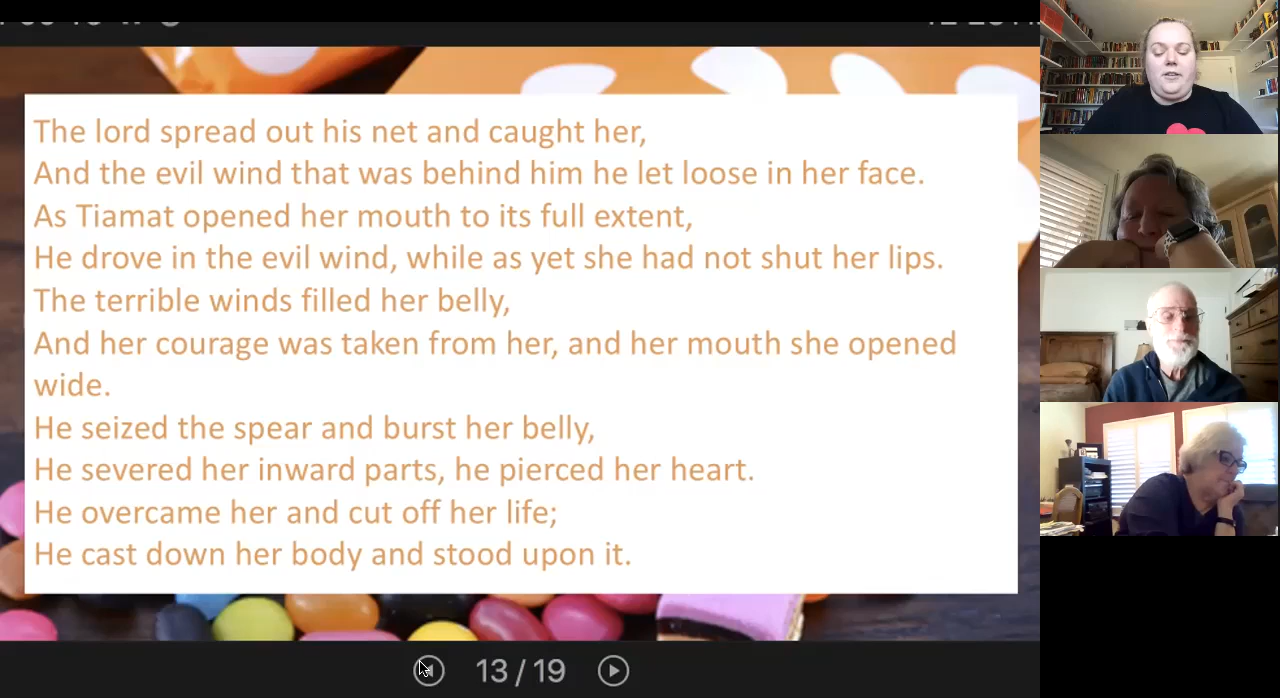 The lord spread out his net and caught her,
And the evil wind that was behind him he let loose in her face.
As Tiamat opened her mouth to its full extent,
He drove in the evil wind, while as yet she had not shut her lips.
The terrible winds filled her belly,
And her courage was taken from her, and her mouth she opened
wide.
He seized the spear and burst her belly,
He severed her inward parts, he pierced her heart.
He overcame her and cut off her life;
He cast down her body and stood upon it.
13/19